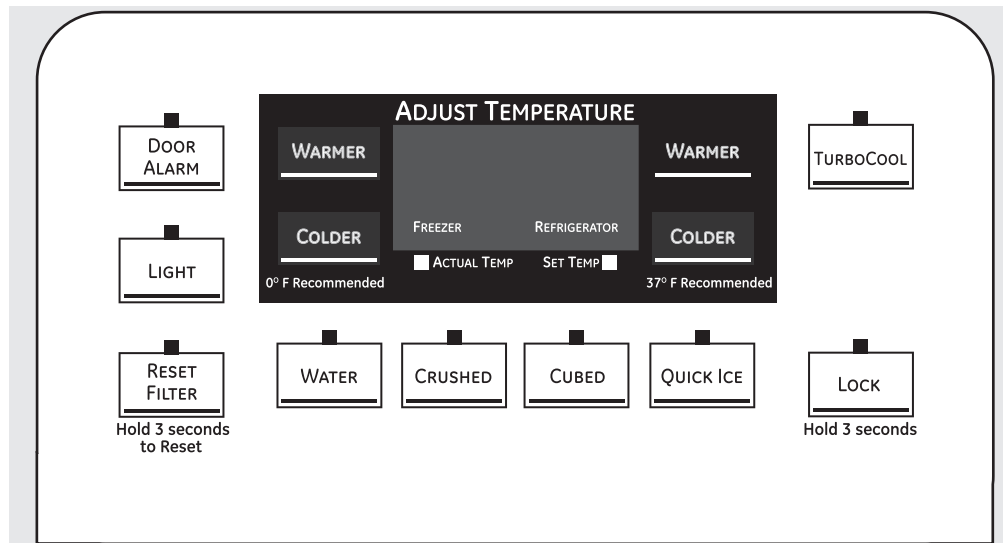 ADJUST TEMPERATURE
DOOR
ALARM
WARMER
WARMER
TURBOCOOL
COLDER
FREEZER
REFRIGERATOR
COLDER
LIGHT
ACTUAL TEMP
SET TEMP
0° F Recommended
37° F Recommended
RESET
FILTER
WATER
CRUSHED
CUBED
QUICK ICE
LOCK
Hold 3 seconds
to Reset
Hold 3 seconds